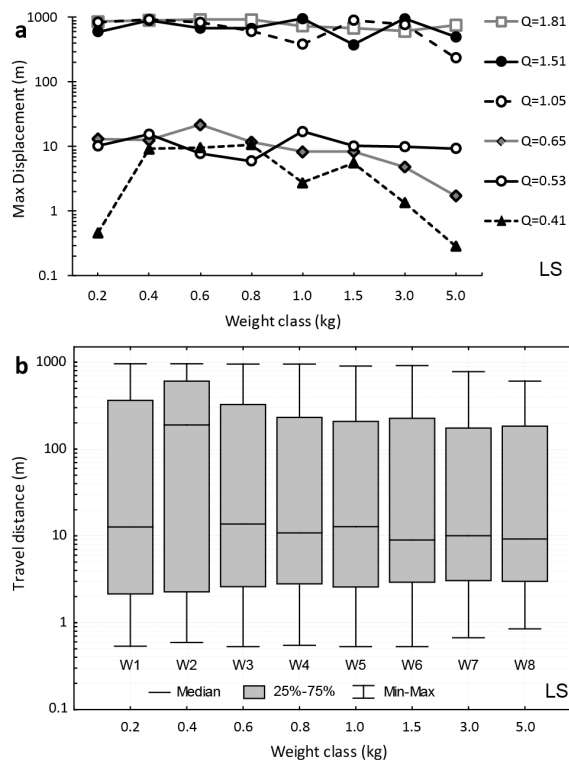 a
Max Displacement (m)
1000
100
10
1
0.1
0.2 0.4 0.6 0.8 1.0 1.5 3.0 5.0
Weight class (kg)
LS
Q=1.81
Q=1.51
Q=1.05
Q=0.65
Q=0.53
Q=0.41
b
Travel distance (m)
1000
100
10
1
0.1
W1 W2 W3 W4 W5 W6 W7 W8
Median 25%-75% Min-Max
LS
0.2 0.4 0.6 0.8 1.0 1.5 3.0 5.0
Weight class (kg)